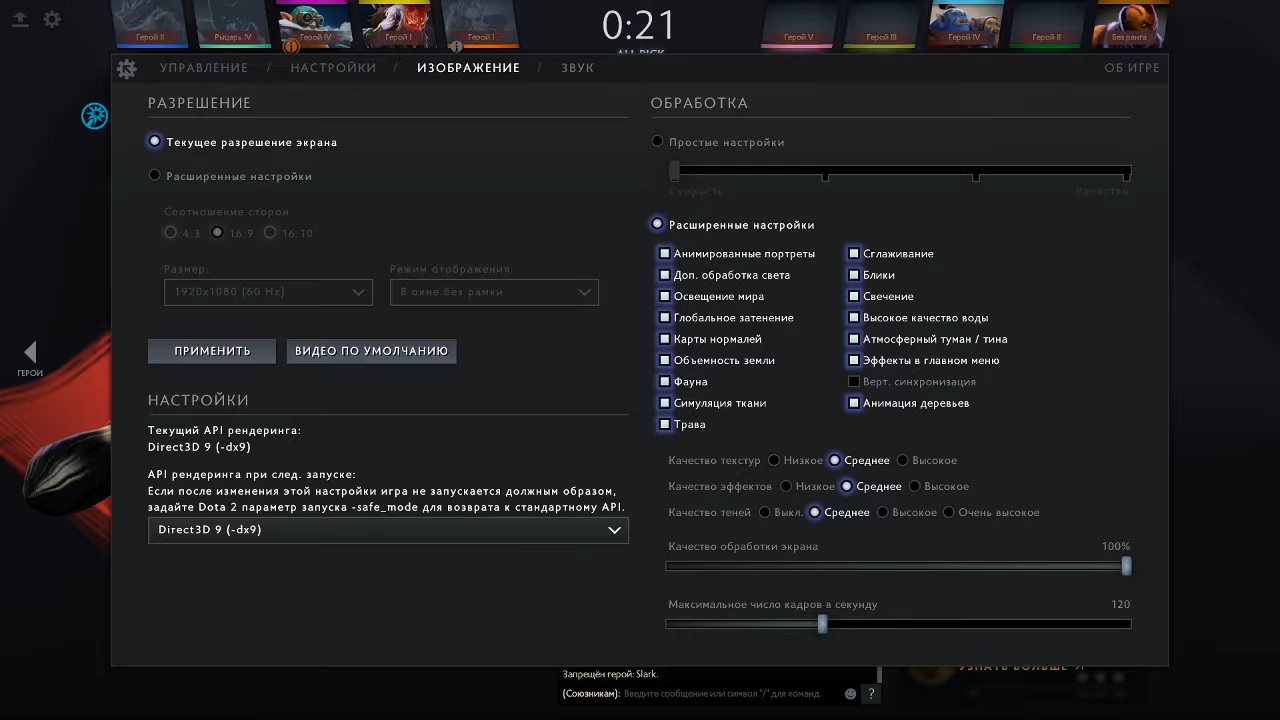 Герой II
Рыцарь IV
Герой IV
Герой I
Герой I
0:21
Герой V
Герой III
Герой IV
Герой II
Без ранга
ALL PICK
УПРАВЛЕНИЕ / НАСТРОЙКИ / ИЗОБРАЖЕНИЕ / ЗВУК
ОБ ИГРЕ
РАЗРЕШЕНИЕ
Текущее разрешение экрана
Расширенные настройки
Соотношение сторон
4:3 16:9 16:10
Размер:
1920x1080 (60 Hz)
Режим отображения:
В окне без рамки
ПРИМЕНИТЬ
ВИДЕО ПО УМОЛЧАНИЮ
НАСТРОЙКИ
Текущий API рендеринга:
Direct3D 9 (-dx9)
API рендеринга при след. запуске:
Если после изменения этой настройки игра не запускается должным образом,
задайте Dota 2 параметр запуска -safe_mode для возврата к стандартному API.
Direct3D 9 (-dx9)
ОБРАБОТКА
Простые настройки
Скорость
Качество
Расширенные настройки
Анимированные портреты
Доп. обработка света
Освещение мира
Глобальное затенение
Карты нормалей
Объемность земли
Фауна
Симуляция ткани
Трава
Сглаживание
Блики
Свечение
Высокое качество воды
Атмосферный туман / тина
Эффекты в главном меню
Верт. синхронизация
Анимация деревьев
Качество текстур Низкое Среднее Высокое
Качество эффектов Низкое Среднее Высокое
Качество теней Выкл. Среднее Высокое Очень высокое
Качество обработки экрана 100%
Максимальное число кадров в секунду 120
ГЕРОИ
УЗНАТЬ БОЛЬШЕ
Запрещён герой: Slark.
(Союзникам): Введите сообщение или символ "/" для команд.
?